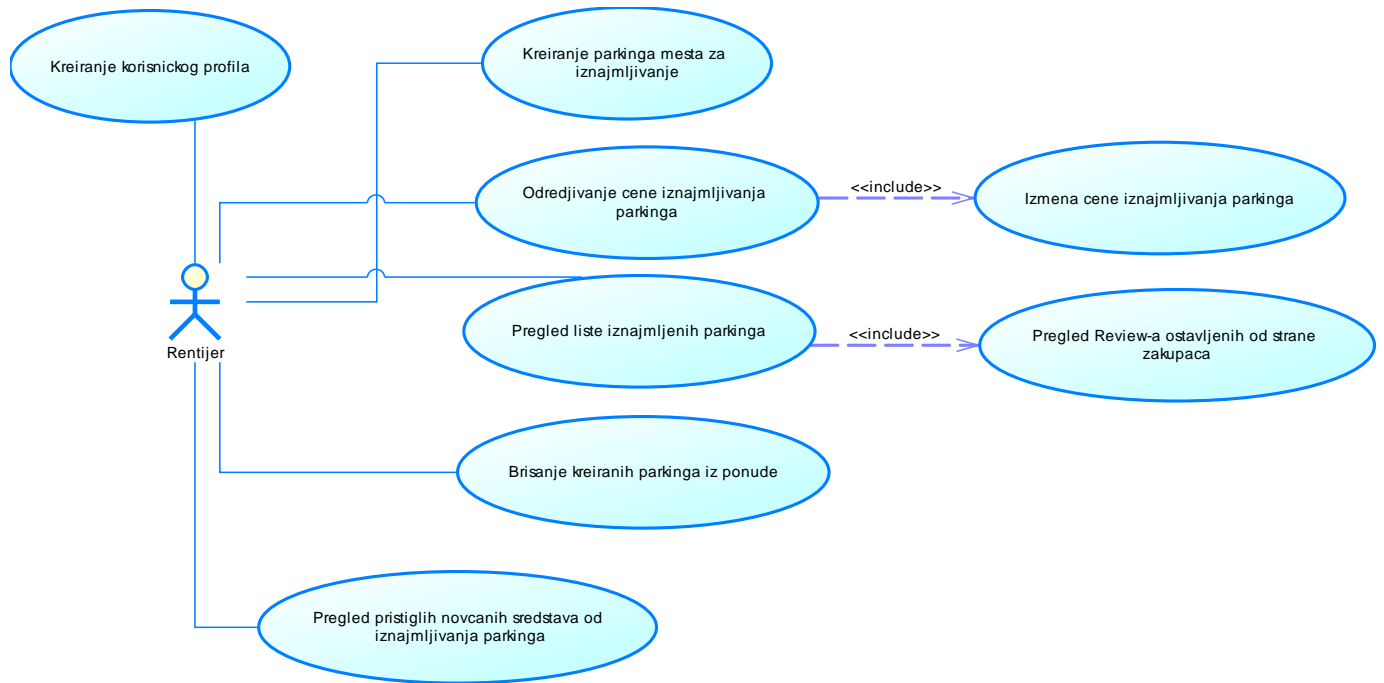 Kreiranje korisnickog profila
Kreiranje parkinga mesta za
iznajmljivanje
Odredjivanje cene iznajmljivanja
parkinga
<<include>>
Izmena cene iznajmljivanja parkinga
Pregled liste iznajmljenih parkinga
<<include>>
Pregled Review-a ostavljenih od strane
zakupaca
Rentijer
Brisanje kreiranih parkinga iz ponude
Pregled pristiglih novcanih sredstava od
iznajmljivanja parkinga